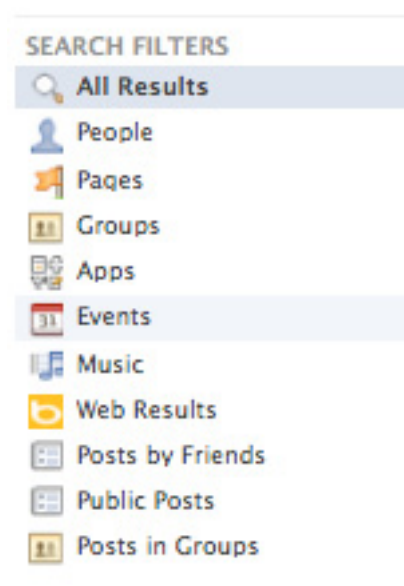 SEARCH FILTERS
All Results
People
Pages
Groups
Apps
31 Events
Music
Web Results
Posts by Friends
Public Posts
Posts in Groups